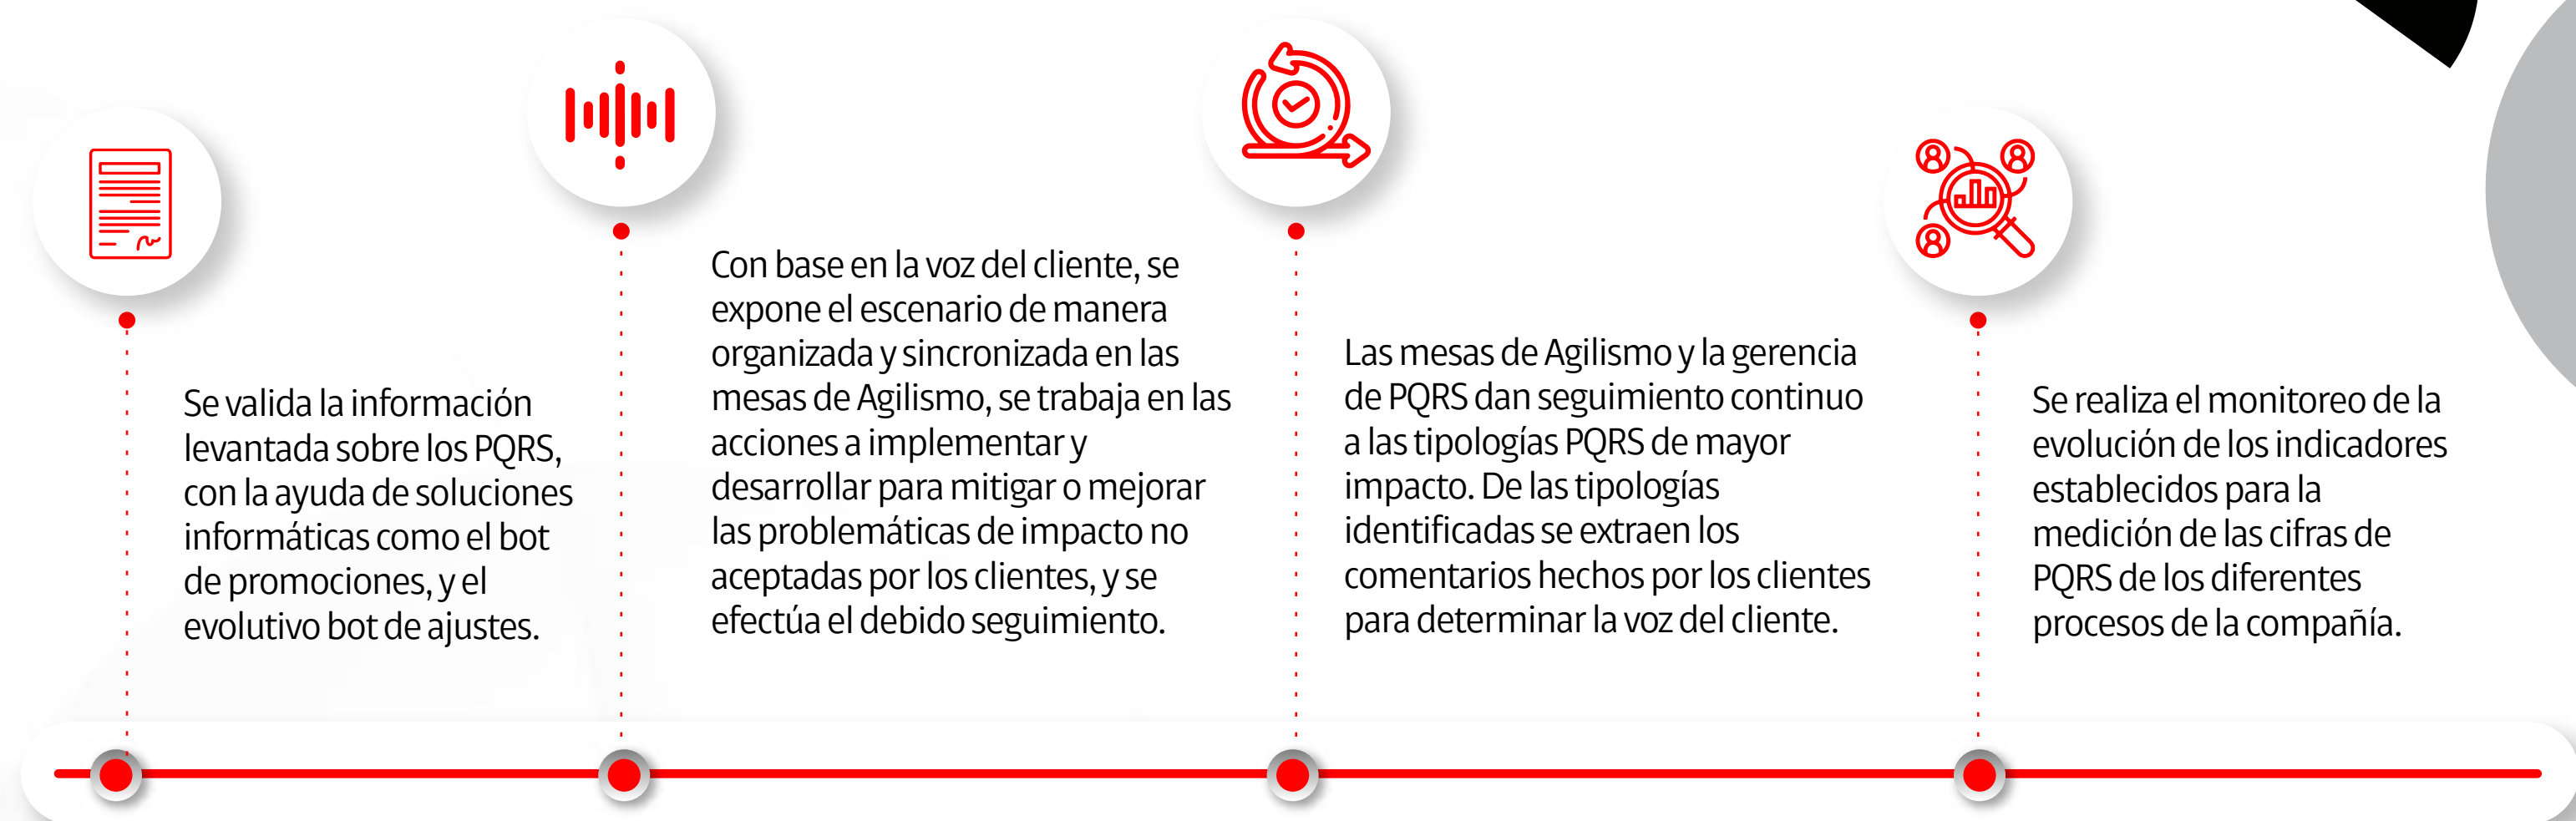 Se valida la información
levantada sobre los PQRS,
con la ayuda de soluciones
informáticas como el bot
de promociones, y el
evolutivo bot de ajustes.
Con base en la voz del cliente, se
expone el escenario de manera
organizada y sincronizada en las
mesas de Agilismo, se trabaja en las
acciones a implementar y
desarrollar para mitigar o mejorar
las problemáticas de impacto no
aceptadas por los clientes, y se
efectúa el debido seguimiento.
Las mesas de Agilismo y la gerencia
de PQRS dan seguimiento continuo
a las tipologías PQRS de mayor
impacto. De las tipologías
identificadas se extraen los
comentarios hechos por los clientes
para determinar la voz del cliente.
Se realiza el monitoreo de la
evolución de los indicadores
establecidos para la
medición de las cifras de
PQRS de los diferentes
procesos de la compañía.